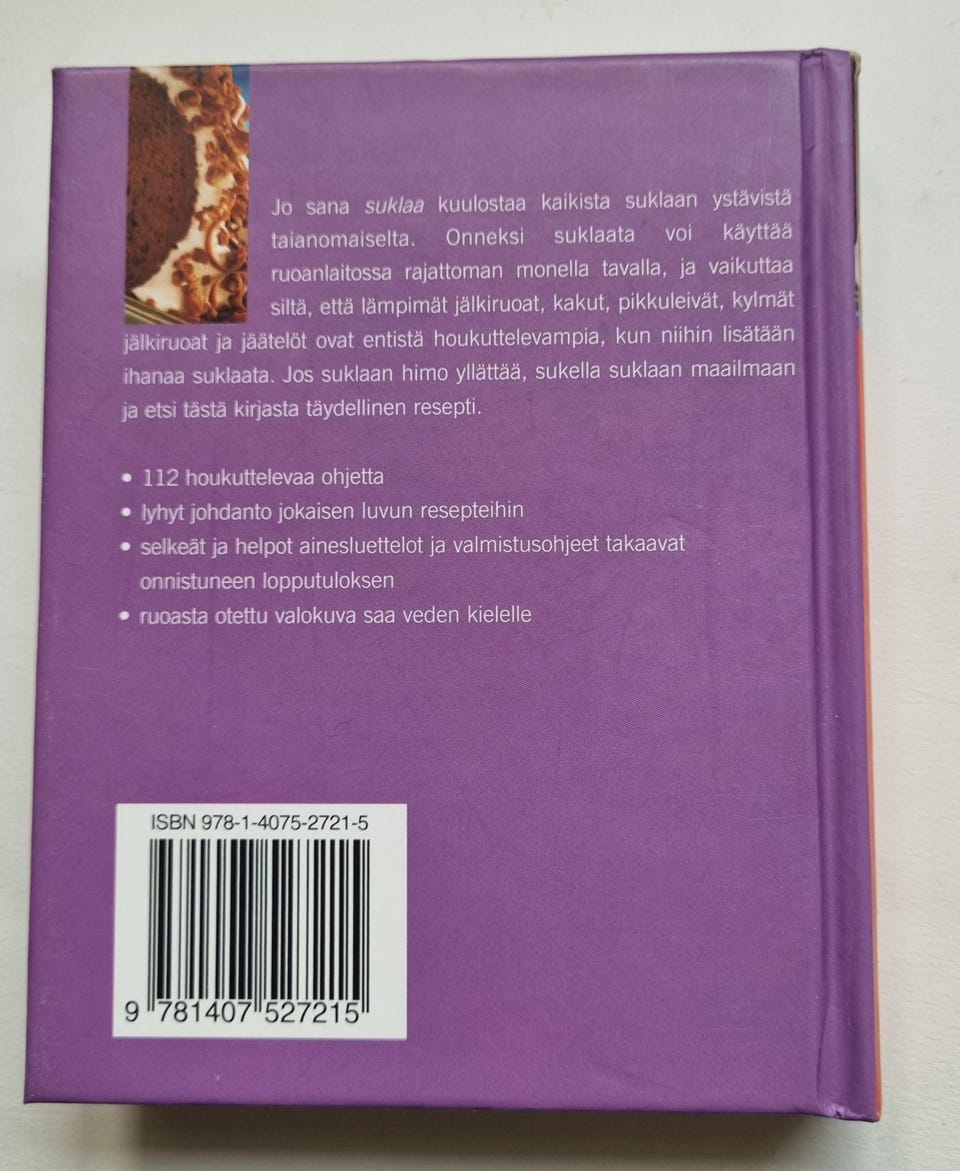 Jo sana suklaa kuulostaa kaikista suklaan ystävistä
taianomaiselta. Onneksi suklaata voi käyttää
ruoanlaitossa rajattoman monella tavalla, ja vaikuttaa
siltä, että lämpimät jälkiruoat, kakut, pikkuleivät, kylmät
jälkiruoat ja jäätelöt ovat entistä houkuttelevampia, kun niihin lisätään
ihanaa suklaata. Jos suklaan himo yllättää, sukella suklaan maailmaan
ja etsi tästä kirjasta täydellinen resepti.
• 112 houkuttelevaa ohjetta
• lyhyt johdanto jokaisen luvun resepteihin
• selkeät ja helpot ainesluettelot ja valmistusohjeet takaavat
onnistuneen lopputuloksen
• ruoasta otettu valokuva saa veden kielelle
ISBN 978-1-4075-2721-5
9 781407 527215